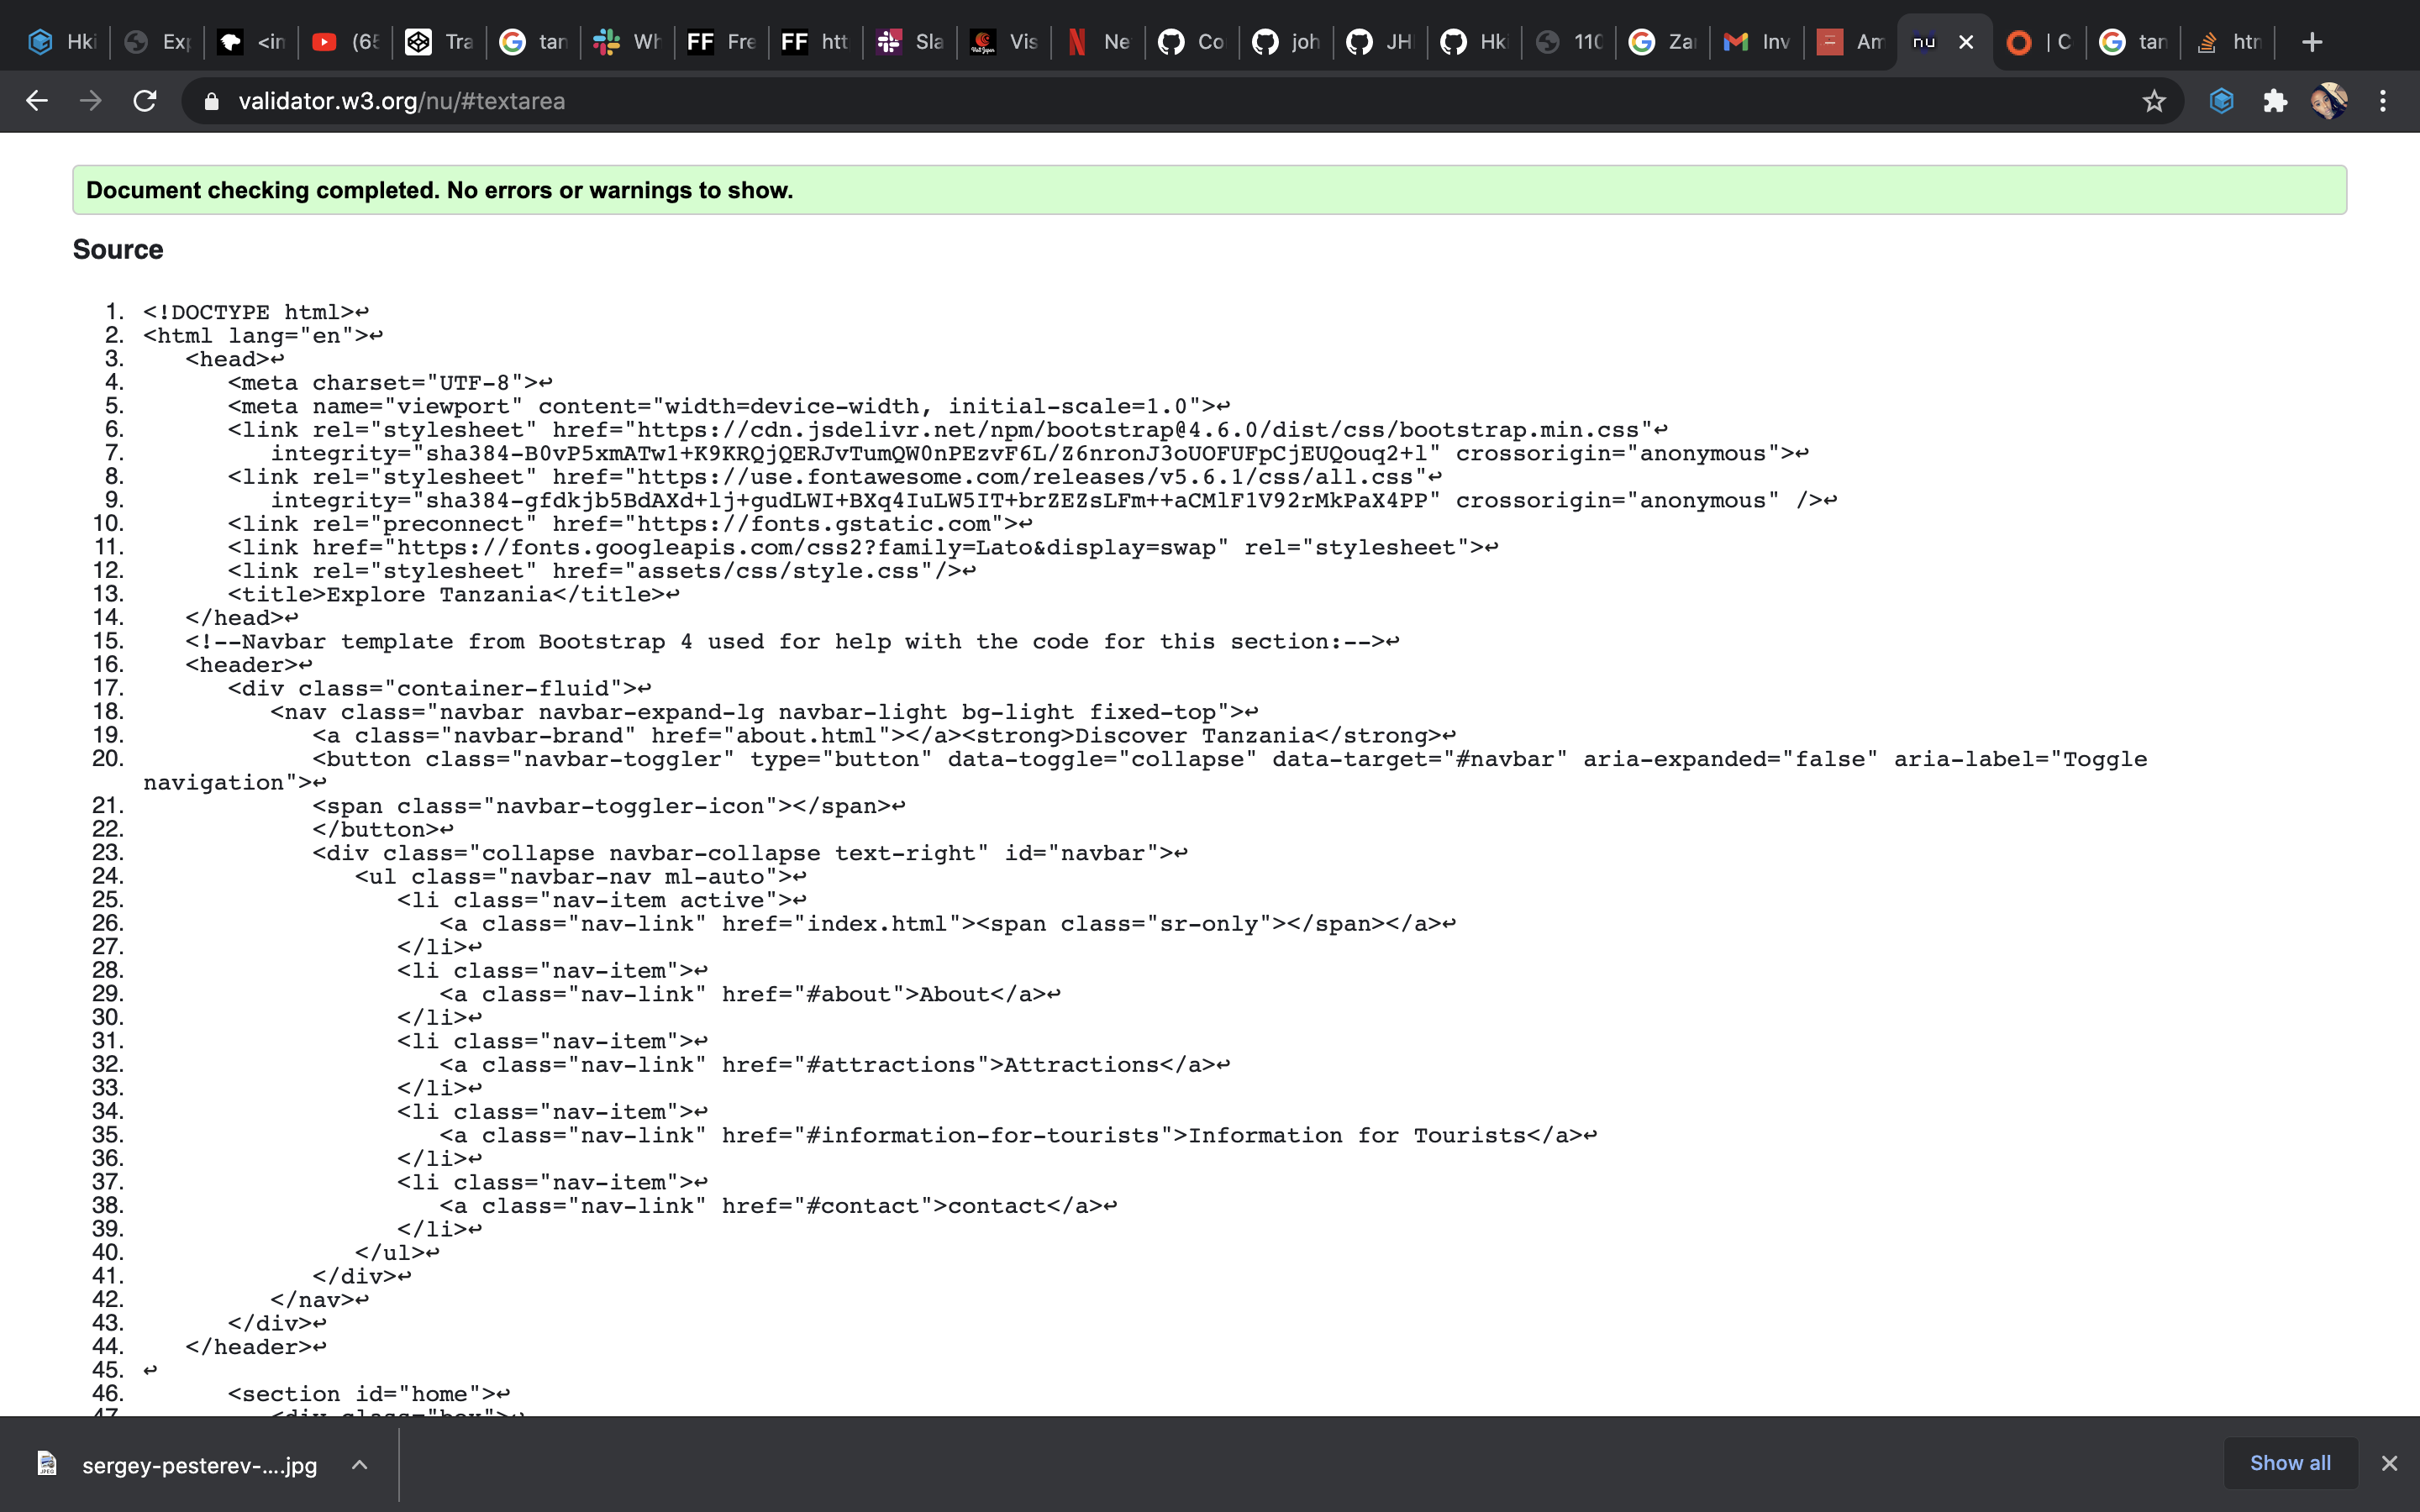 Hki Exp <in (65 Tra tan Wh Fre htt Sla Vis Ne Co joh JH Hki 110 Zan Inv Am nu | C tan htm
validator.w3.org/nu/#textarea
Document checking completed. No errors or warnings to show.
Source
1. <!DOCTYPE html>↩
2. <html lang="en">↩
3. <head>↩
4. <meta charset="UTF-8">↩
5. <meta name="viewport" content="width=device-width, initial-scale=1.0">↩
6. <link rel="stylesheet" href="https://cdn.jsdelivr.net/npm/bootstrap@4.6.0/dist/css/bootstrap.min.css"↩
7. integrity="sha384-B0vP5xmATw1+K9KRQjQERJvTumQW0nPEzvF6L/Z6nronJ3oUOFUFpCjEUQouq2+l" crossorigin="anonymous">↩
8. <link rel="stylesheet" href="https://use.fontawesome.com/releases/v5.6.1/css/all.css"↩
9. integrity="sha384-gfdkjb5BdAXd+lj+gudLWI+BXq4IuLW5IT+brZEZsLFm++aCMlF1V92rMkPaX4PP" crossorigin="anonymous" />↩
10. <link rel="preconnect" href="https://fonts.gstatic.com">↩
11. <link href="https://fonts.googleapis.com/css2?family=Lato&display=swap" rel="stylesheet">↩
12. <link rel="stylesheet" href="assets/css/style.css"/>↩
13. <title>Explore Tanzania</title>↩
14. </head>↩
15. <!--Navbar template from Bootstrap 4 used for help with the code for this section:-->↩
16. <header>↩
17. <div class="container-fluid">↩
18. <nav class="navbar navbar-expand-lg navbar-light bg-light fixed-top">↩
19. <a class="navbar-brand" href="about.html"></a><strong>Discover Tanzania</strong>↩
20. <button class="navbar-toggler" type="button" data-toggle="collapse" data-target="#navbar" aria-expanded="false" aria-label="Toggle
navigation">↩
21. <span class="navbar-toggler-icon"></span>↩
22. </button>↩
23. <div class="collapse navbar-collapse text-right" id="navbar">↩
24. <ul class="navbar-nav ml-auto">↩
25. <li class="nav-item active">↩
26. <a class="nav-link" href="index.html"><span class="sr-only"></span></a>↩
27. </li>↩
28. <li class="nav-item">↩
29. <a class="nav-link" href="#about">About</a>↩
30. </li>↩
31. <li class="nav-item">↩
32. <a class="nav-link" href="#attractions">Attractions</a>↩
33. </li>↩
34. <li class="nav-item">↩
35. <a class="nav-link" href="#information-for-tourists">Information for Tourists</a>↩
36. </li>↩
37. <li class="nav-item">↩
38. <a class="nav-link" href="#contact">contact</a>↩
39. </li>↩
40. </ul>↩
41. </div>↩
42. </nav>↩
43. </div>↩
44. </header>↩
45. ↩
46. <section id="home">↩
47. <div class="box">↩
sergey-pesterev-....jpg
Show all